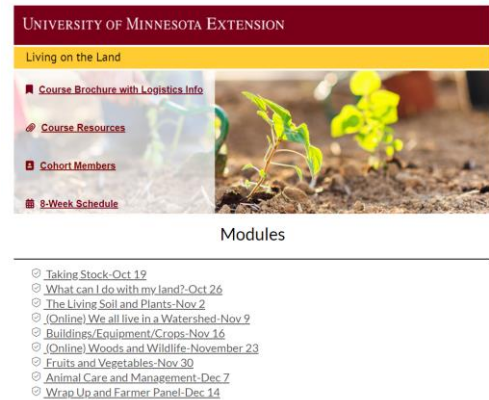 UNIVERSITY OF MINNESOTA EXTENSION
Living on the Land
Course Brochure with Logistics Info
Course Resources
Cohort Members
8-Week Schedule
Modules
Taking Stock-Oct 19
What can I do with my land?-Oct 26
The Living Soil and Plants-Nov 2
(Online) We all live in a Watershed-Nov 9
Buildings/Equipment/Crops-Nov 16
(Online) Woods and Wildlife-November 23
Fruits and Vegetables-Nov 30
Animal Care and Management-Dec 7
Wrap Up and Farmer Panel-Dec 14